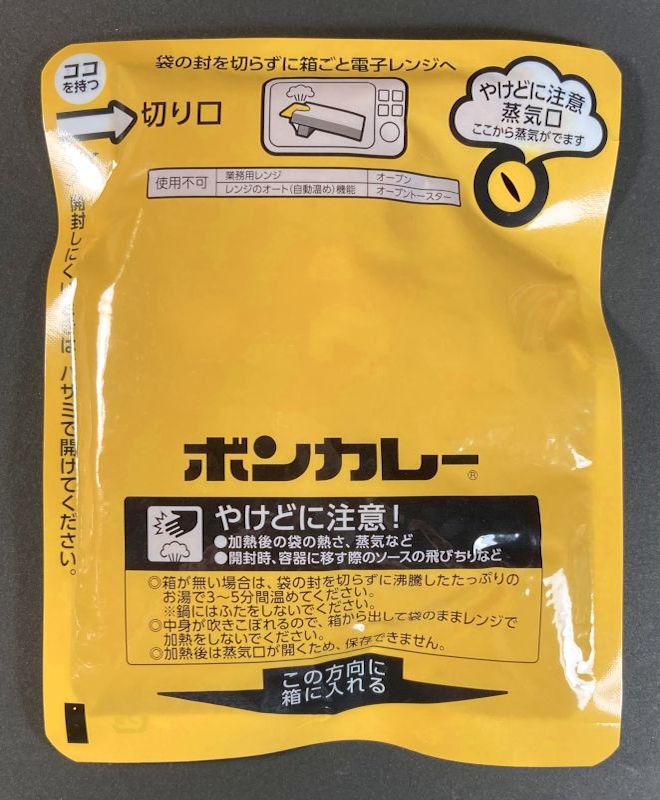 袋の封を切らずに箱ごと電子レンジへ
ココ
を持つ
切り口
やけどに注意
蒸気口
ここから蒸気がでます
使用不可
業務用レンジ
オーブン
レンジのオート(自動温め)機能
オーブントースター
開封しにくい
は、ハサミで開けてください。
ボンカレー®
やけどに注意!
●加熱後の袋の熱さ、蒸気など
●開封時、容器に移す際のソースの飛びちりなど
◎箱が無い場合は、袋の封を切らずに沸騰したたっぷりの
お湯で3~5分間温めてください。
※鍋にはふたをしないでください。
◎中身が吹きこぼれるので、箱から出して袋のままレンジで
加熱をしないでください。
◎加熱後は蒸気口が開くため、保存できません。
この方向に
箱に入れる